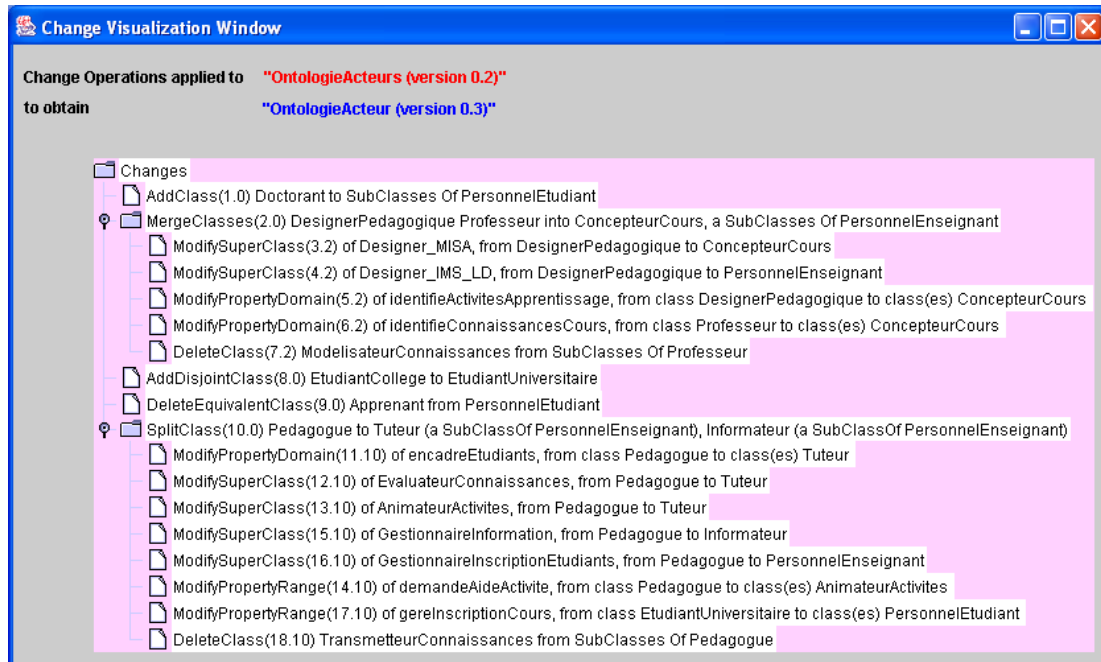 Change Visualization Window
Change Operations applied to "OntologieActeurs (version 0.2)"
to obtain "OntologieActeur (version 0.3)"
Changes
AddClass(1.0) Doctorant to SubClasses Of PersonnelEtudiant
MergeClasses(2.0) DesignerPedagogique Professeur into ConcepteurCours, a SubClasses Of PersonnelEnseignant
ModifySuperClass(3.2) of Designer_MISA, from DesignerPedagogique to ConcepteurCours
ModifySuperClass(4.2) of Designer_IMS_LD, from DesignerPedagogique to PersonnelEnseignant
ModifyPropertyDomain(5.2) of identifieActivitesApprentissage, from class DesignerPedagogique to class(es) ConcepteurCours
ModifyPropertyDomain(6.2) of identifieConnaissancesCours, from class Professeur to class(es) ConcepteurCours
DeleteClass(7.2) ModelisateurConnaissances from SubClasses Of Professeur
AddDisjointClass(8.0) EtudiantCollege to EtudiantUniversitaire
DeleteEquivalentClass(9.0) Apprenant from PersonnelEtudiant
SplitClass(10.0) Pedagogue to Tuteur (a SubClassOf PersonnelEnseignant), Informateur (a SubClassOf PersonnelEnseignant)
ModifyPropertyDomain(11.10) of encadreEtudiants, from class Pedagogue to class(es) Tuteur
ModifySuperClass(12.10) of EvaluateurConnaissances, from Pedagogue to Tuteur
ModifySuperClass(13.10) of AnimateurActivites, from Pedagogue to Tuteur
ModifySuperClass(15.10) of GestionnaireInformation, from Pedagogue to Informateur
ModifySuperClass(16.10) of GestionnaireInscriptionEtudiants, from Pedagogue to PersonnelEnseignant
ModifyPropertyRange(14.10) of demandeAideActivite, from class Pedagogue to class(es) AnimateurActivites
ModifyPropertyRange(17.10) of gereInscriptionCours, from class EtudiantUniversitaire to class(es) PersonnelEtudiant
DeleteClass(18.10) TransmetteurConnaissances from SubClasses Of Pedagogue